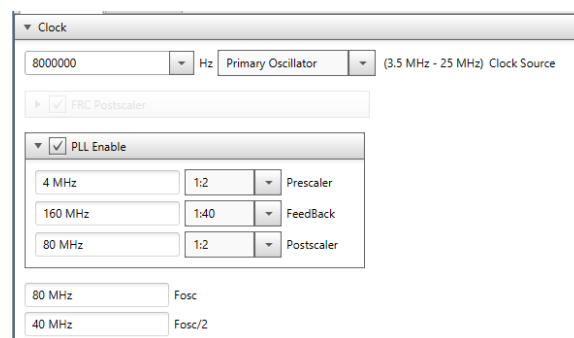 Clock
8000000 Hz Primary Oscillator (3.5 MHz - 25 MHz) Clock Source
FRC Postscaler
PLL Enable
4 MHz 1:2 Prescaler
160 MHz 1:40 FeedBack
80 MHz 1:2 Postscaler
80 MHz Fosc
40 MHz Fosc/2